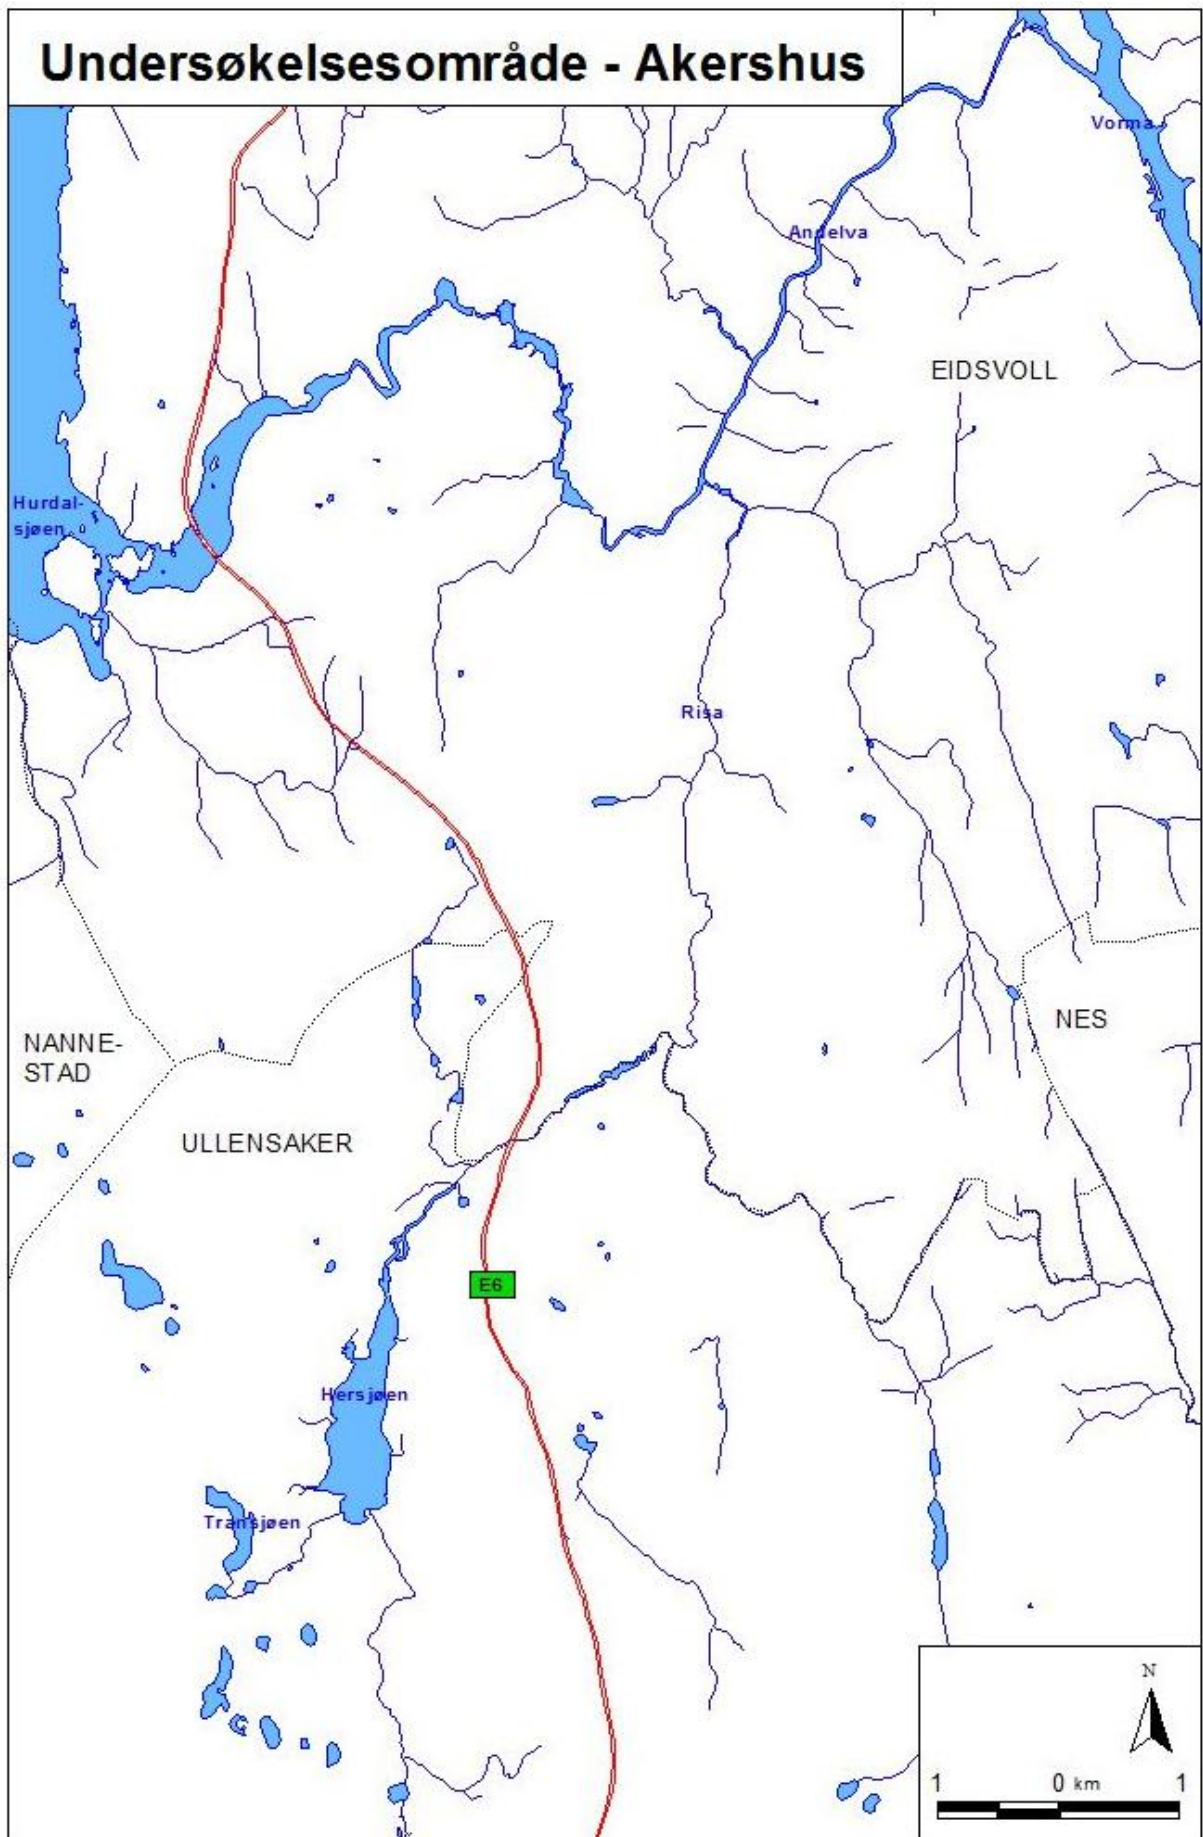 Undersøkelsesområde - Akershus
Vorma
Andelva
EIDSVOLL
Hurdal-
sjøen
Risa
NES
NANNE-
STAD
ULLENSAKER
E6
Hersjøen
Transjøen
N
1 0 km 1